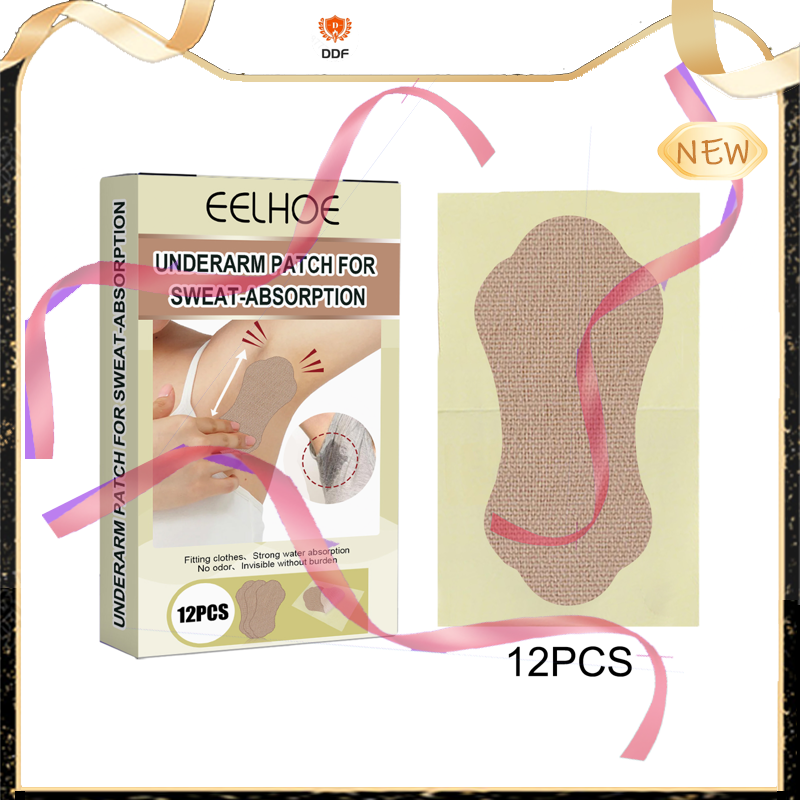 DDF
NEW
EELHOE
UNDERARM PATCH FOR
SWEAT-ABSORPTION
UNDERARM PATCH FOR SWEAT-ABSORPTION
Fitting clothes、Strong water absorption
No odor、Invisible without burden
12PCS
12PCS